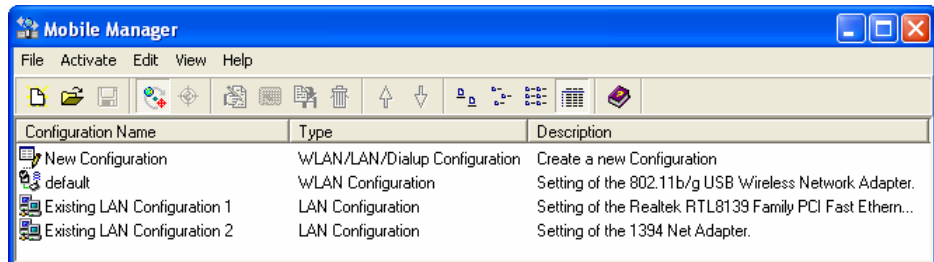 Mobile Manager
File Activate Edit View Help
Configuration Name Type Description
New Configuration WLAN/LAN/Dialup Configuration Create a new Configuration
default WLAN Configuration Setting of the 802.11b/g USB Wireless Network Adapter.
Existing LAN Configuration 1 LAN Configuration Setting of the Realtek RTL8139 Family PCI Fast Ethern...
Existing LAN Configuration 2 LAN Configuration Setting of the 1394 Net Adapter.